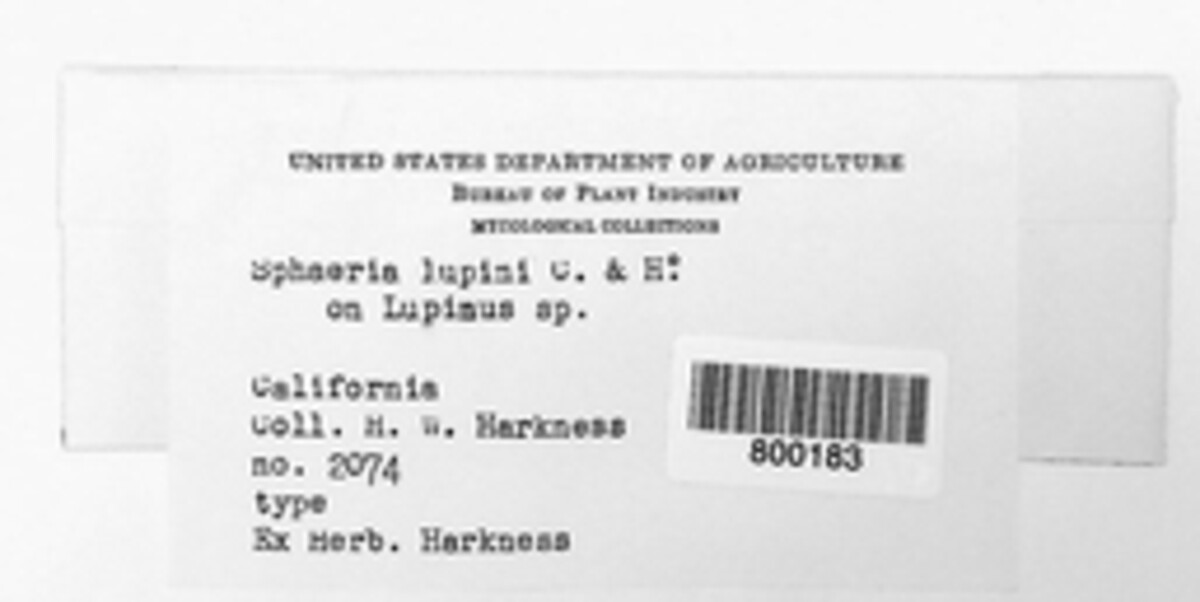 UNITED STATES DEPARTMENT OF AGRICULTURE
BUREAU OF PLANT INDUSTRY
MYCOLOGICAL COLLECTIONS
Sphaeria lupini C. & H.
on Lupinus sp.
California
Coll. H. W. Harkness
no. 2074
type
Ex Herb. Harkness
800183